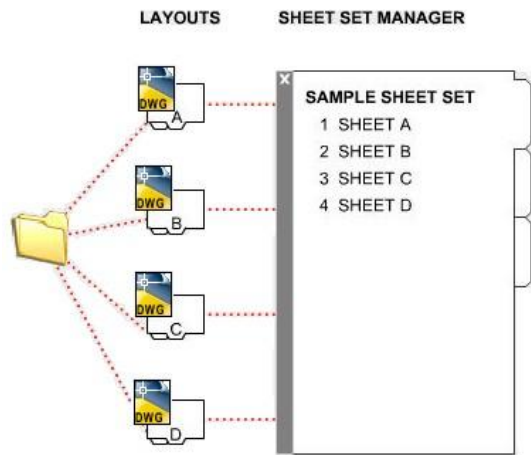 LAYOUTS SHEET SET MANAGER
DWG
A
SAMPLE SHEET SET
1 SHEET A
2 SHEET B
3 SHEET C
4 SHEET D
DWG
B
DWG
C
DWG
D